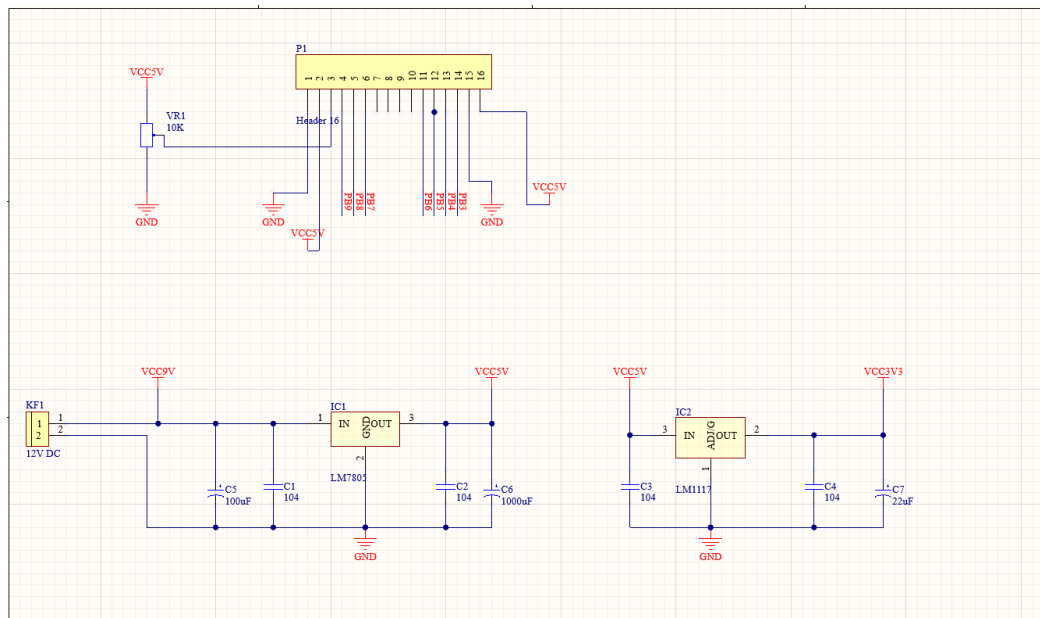 P1
1 2 3 4 5 6 7 8 9 10 11 12 13 14 15 16
Header 16
VCC5V
VR1
10K
GND
GND
VCC5V
PB9
PB8
PB7
PB6
PB5
PB4
PB3
GND
VCC5V
VCC9V
VCC5V
KF1
1
2
1
2
12V DC
IC1
1
IN
GND
OUT
3
2
LM7805
C5
100uF
C1
104
C2
104
C6
1000uF
GND
VCC5V
VCC3V3
IC2
3
IN
ADJ/G
OUT
2
1
LM1117
C3
104
C4
104
C7
22uF
GND